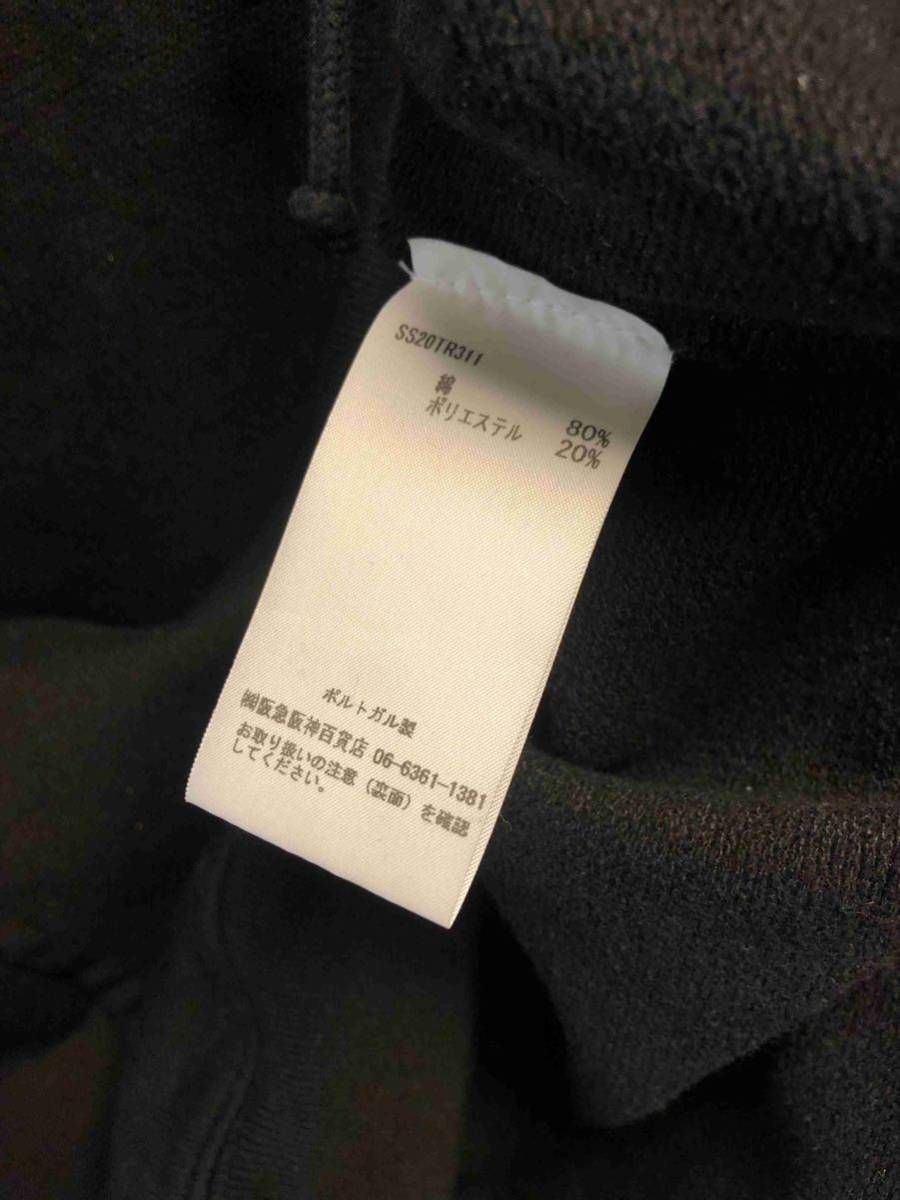 SS20TR311
綿 80%
ポリエステル 20%
ポルトガル製
㈱阪急阪神百貨店 06-6361-1381
お取り扱いの注意(裏面)を確認
してください。